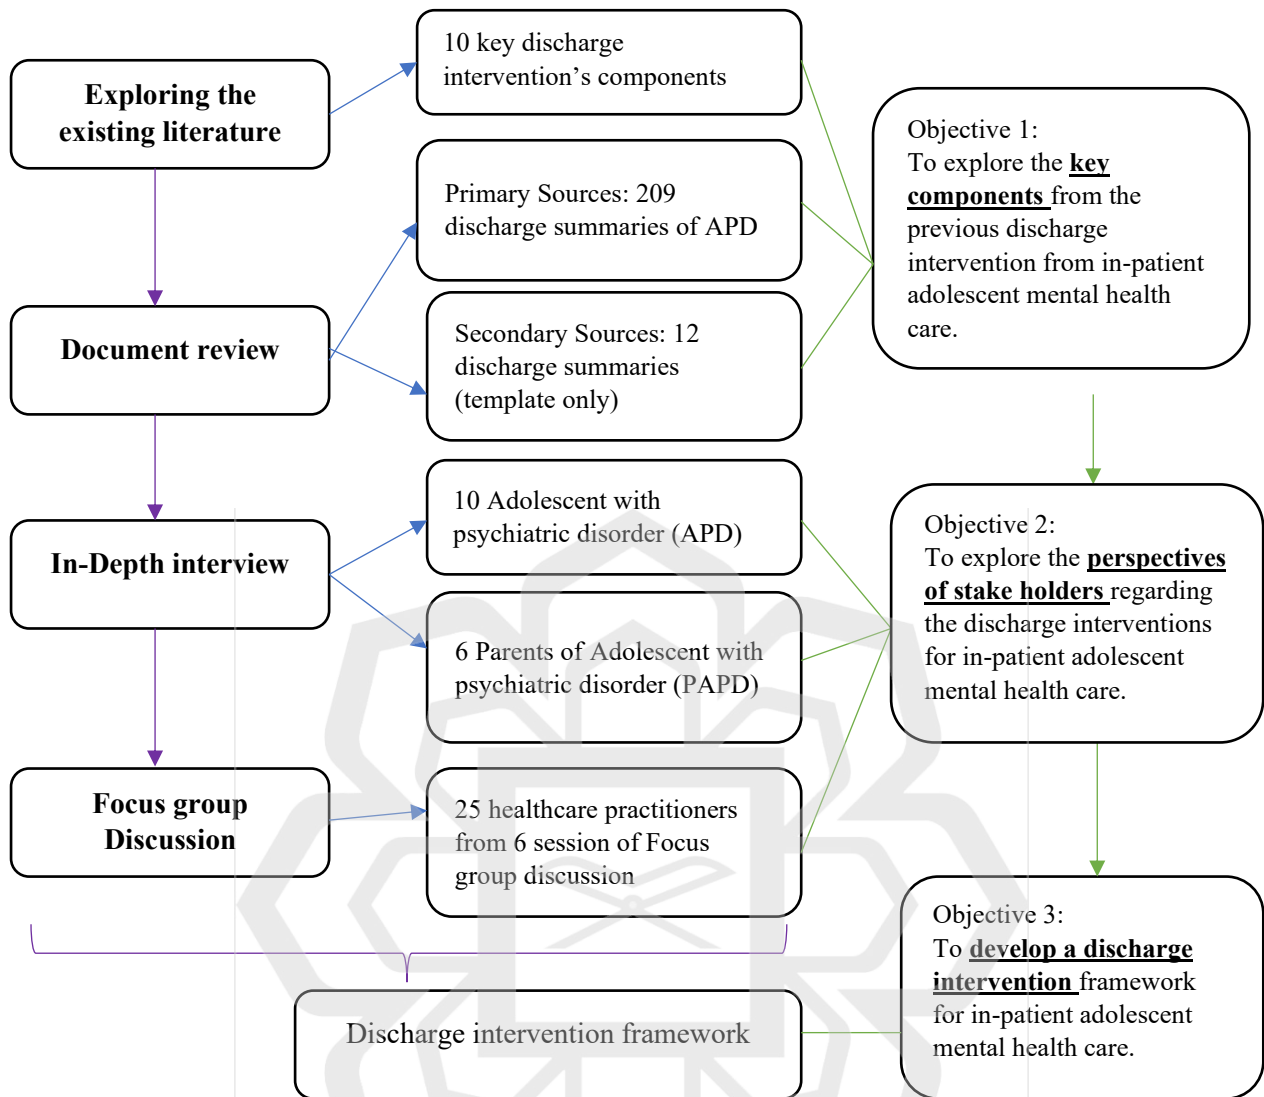 Exploring the
existing literature
10 key discharge
intervention’s components
Objective 1:
To explore the key
components from the
previous discharge
intervention from in-patient
adolescent mental health
care.
Primary Sources: 209
discharge summaries of APD
Document review
Secondary Sources: 12
discharge summaries
(template only)
In-Depth interview
10 Adolescent with
psychiatric disorder (APD)
6 Parents of Adolescent with
psychiatric disorder (PAPD)
Objective 2:
To explore the perspectives
of stake holders regarding
the discharge interventions
for in-patient adolescent
mental health care.
Focus group
Discussion
25 healthcare practitioners
from 6 session of Focus
group discussion
Objective 3:
To develop a discharge
intervention framework
for in-patient adolescent
mental health care.
Discharge intervention framework